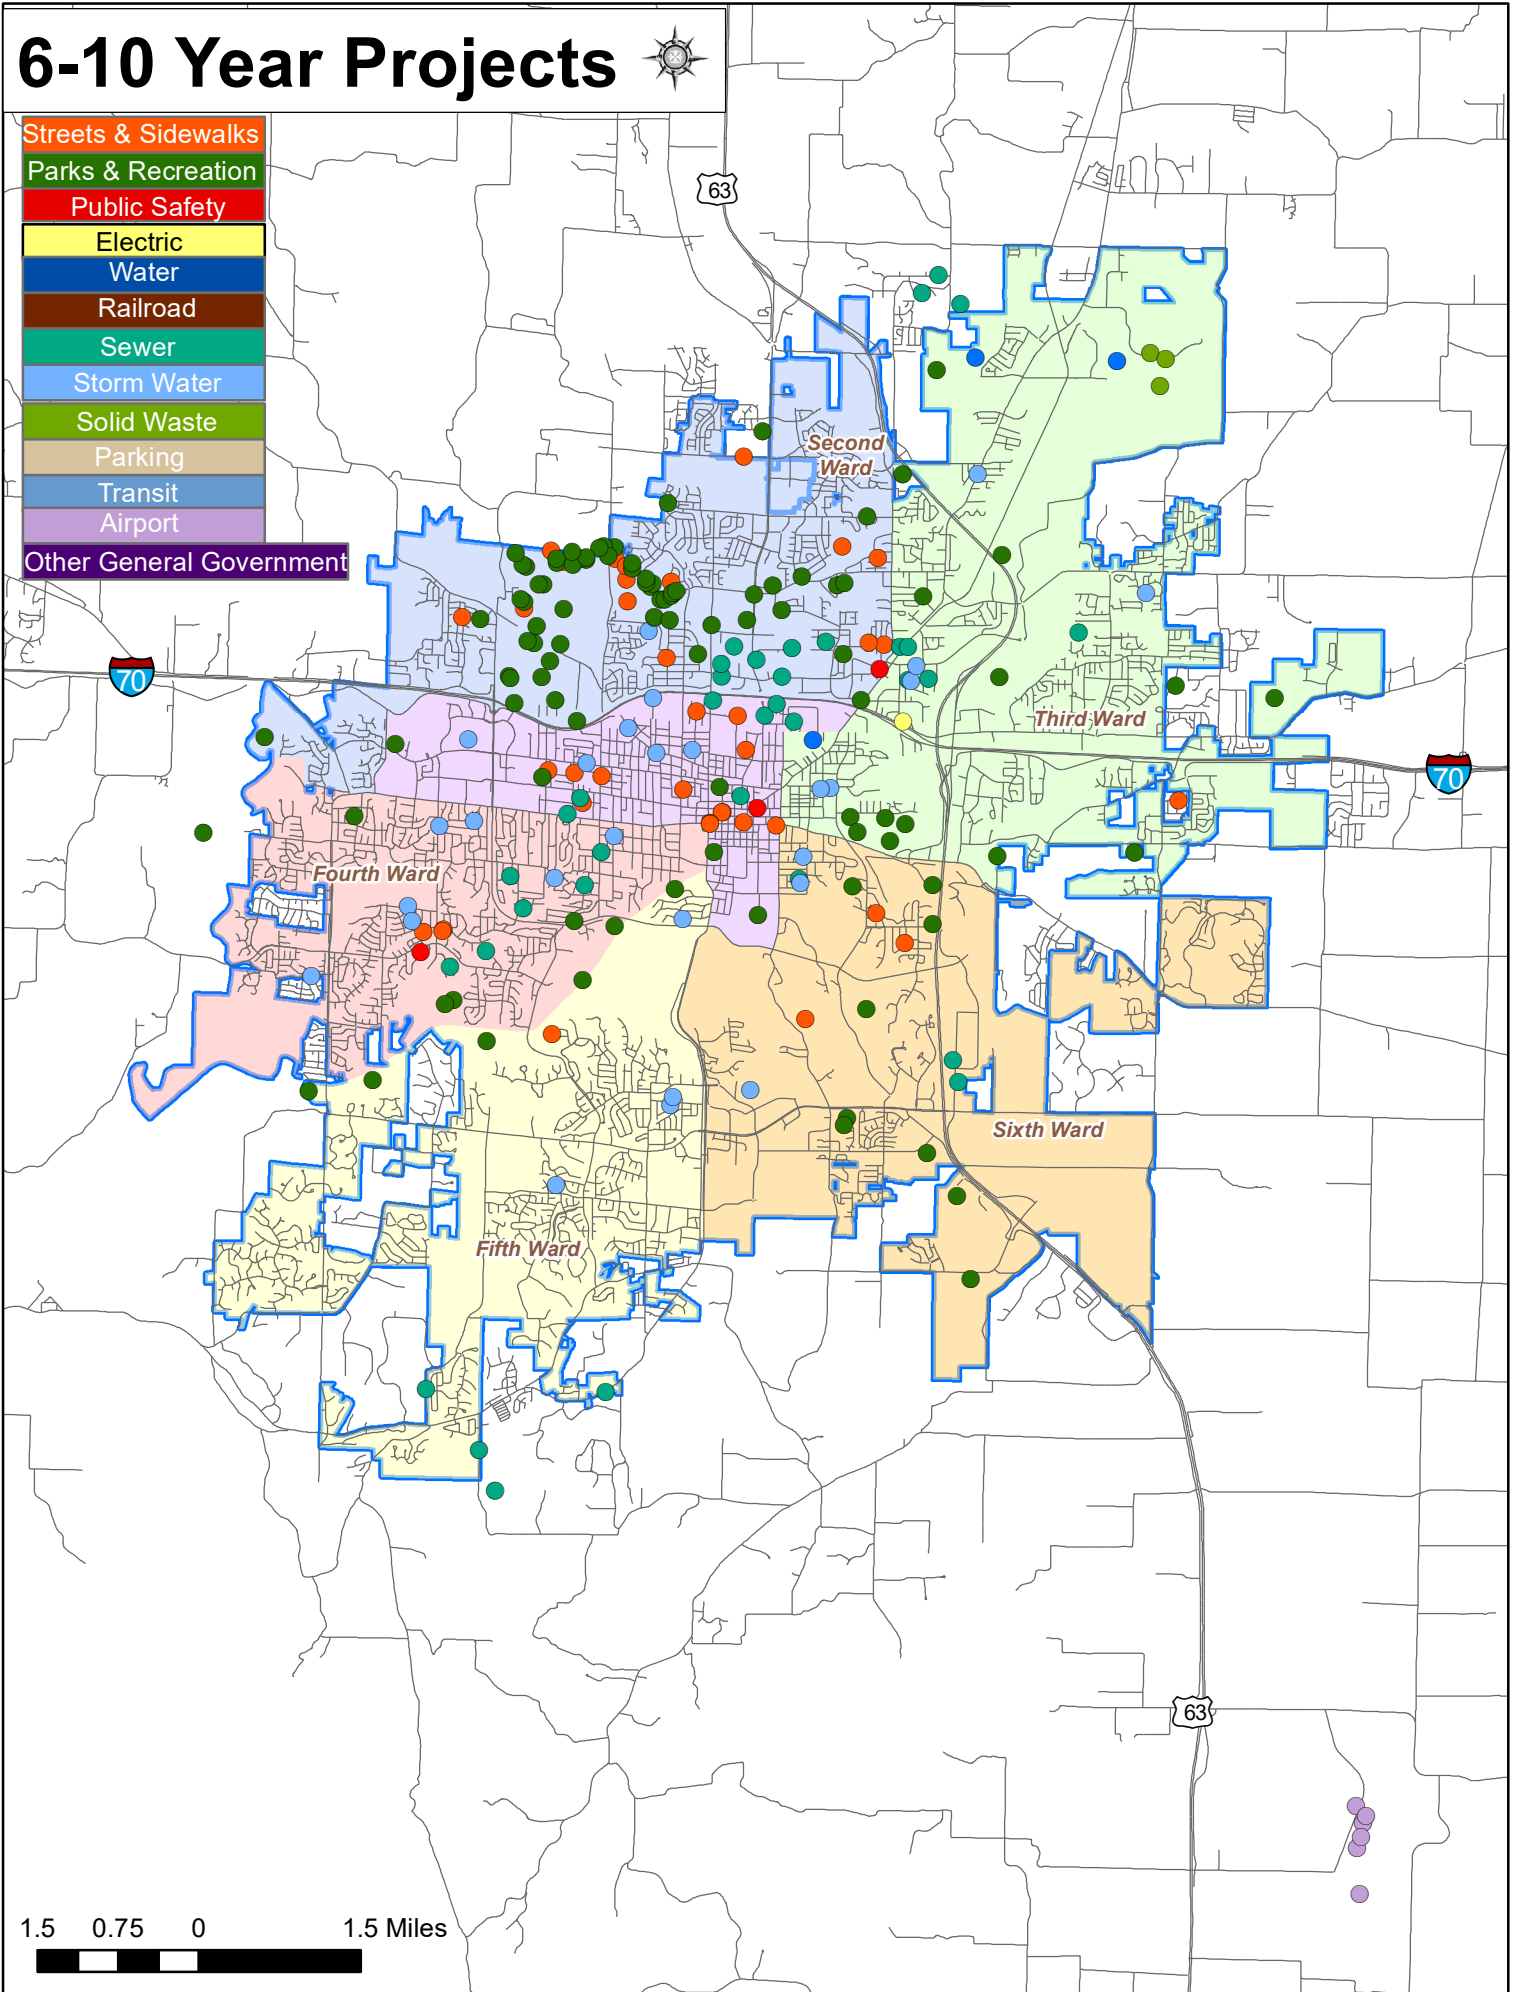 6-10 Year Projects
Streets & Sidewalks
Parks & Recreation
Public Safety
Electric
Water
Railroad
Sewer
Storm Water
Solid Waste
Parking
Transit
Airport
Other General Government
63
Second
Ward
70
Third Ward
70
Fourth Ward
Sixth Ward
Fifth Ward
63
1.5 0.75 0 1.5 Miles